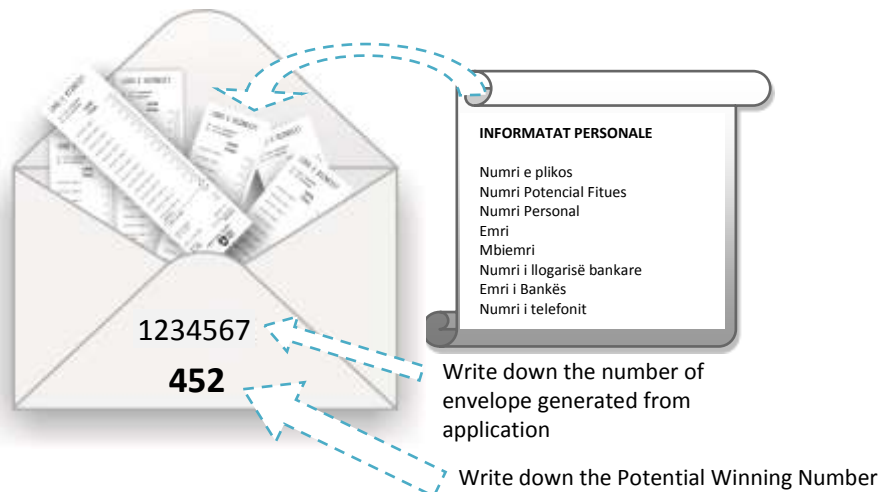 INFORMATAT PERSONALE
Numri e plikos
Numri Potencial Fitues
Numri Personal
Emri
Mbiemri
Numri i llogarisë bankare
Emri i Bankës
Numri i telefonit
1234567
452
Write down the number of
envelope generated from
application
Write down the Potential Winning Number